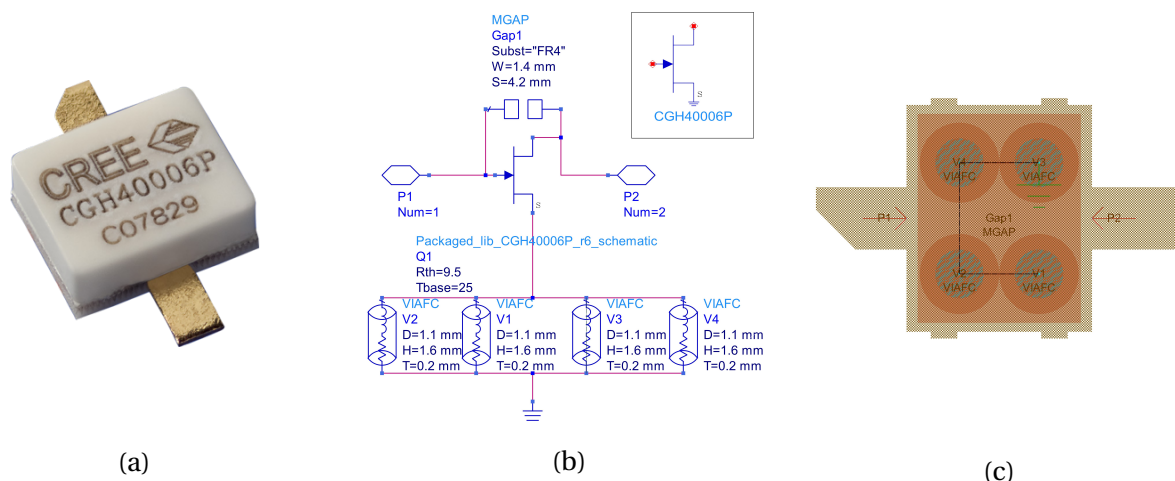 CREE
CGH40006P
C07829
(a)
MGAP
Gap1
Subst="FR4"
W=1.4 mm
S=4.2 mm
S
CGH40006P
P1
Num=1
S
P2
Num=2
Packaged_lib_CGH40006P_r6_schematic
Q1
Rth=9.5
Tbase=25
VIAFC
V2
D=1.1 mm
H=1.6 mm
T=0.2 mm
VIAFC
V1
D=1.1 mm
H=1.6 mm
T=0.2 mm
VIAFC
V3
D=1.1 mm
H=1.6 mm
T=0.2 mm
VIAFC
V4
D=1.1 mm
H=1.6 mm
T=0.2 mm
(b)
V4
VIAFC
V3
VIAFC
P1
Gap1
MGAP
P2
V2
VIAFC
V1
VIAFC
(c)